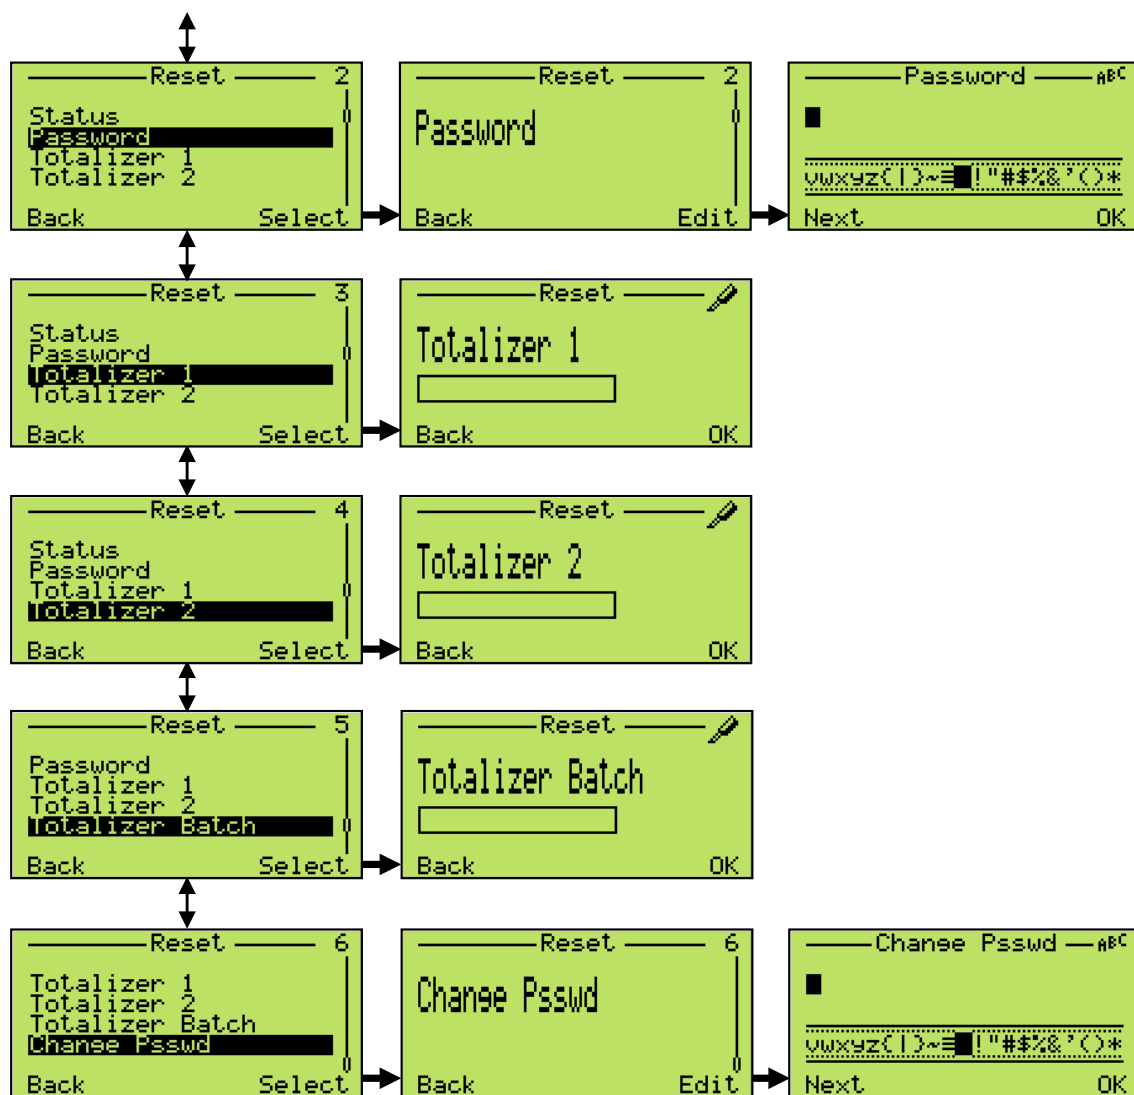 Reset 2
Status
Password
Totalizer 1
Totalizer 2
Back Select
Reset 2
Password
Back Edit
Password ABC
vwxyz{|}~≡ !"#$%&'()*
Next OK
Reset 3
Status
Password
Totalizer 1
Totalizer 2
Back Select
Reset
Totalizer 1
Back OK
Reset 4
Status
Password
Totalizer 1
Totalizer 2
Back Select
Reset
Totalizer 2
Back OK
Reset 5
Password
Totalizer 1
Totalizer 2
Totalizer Batch
Back Select
Reset
Totalizer Batch
Back OK
Reset 6
Totalizer 1
Totalizer 2
Totalizer Batch
Change Psswd
Back Select
Reset 6
Change Psswd
Back Edit
Change Psswd ABC
vwxyz{|}~≡ !"#$%&'()*
Next OK